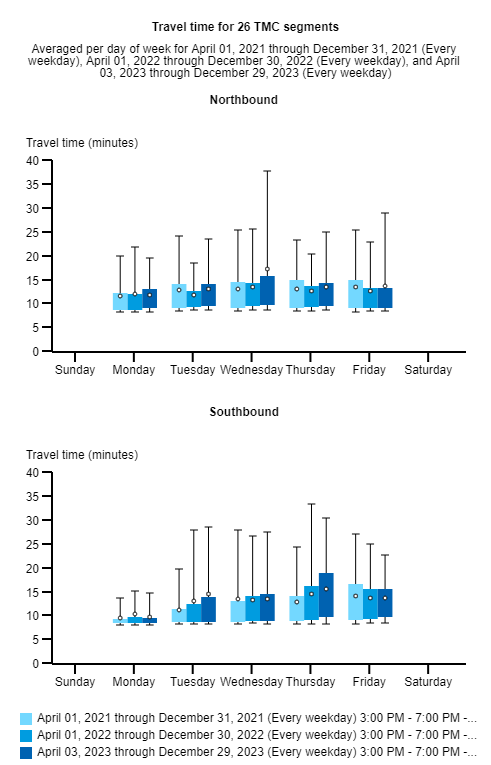 Travel time for 26 TMC segments
Averaged per day of week for April 01, 2021 through December 31, 2021 (Every
weekday), April 01, 2022 through December 30, 2022 (Every weekday), and April
03, 2023 through December 29, 2023 (Every weekday)
Northbound
Travel time (minutes)
40
35
30
25
20
15
10
5
0
Sunday Monday Tuesday Wednesday Thursday Friday Saturday
Southbound
Travel time (minutes)
40
35
30
25
20
15
10
5
0
Sunday Monday Tuesday Wednesday Thursday Friday Saturday
April 01, 2021 through December 31, 2021 (Every weekday) 3:00 PM - 7:00 PM -...
April 01, 2022 through December 30, 2022 (Every weekday) 3:00 PM - 7:00 PM -...
April 03, 2023 through December 29, 2023 (Every weekday) 3:00 PM - 7:00 PM -...